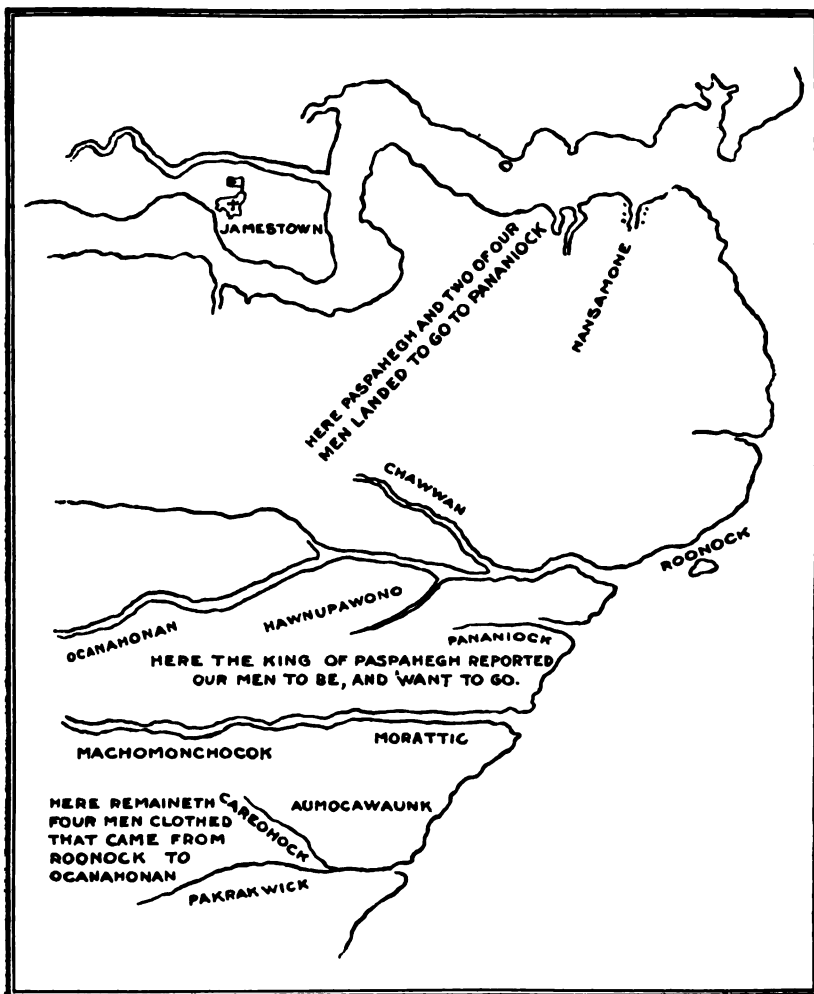 JAMESTOWN
HERE PASPAHEGH AND TWO OF OUR
MEN LANDED TO GO TO PANANIOCK
NANSAMONE
CHAWWAN
ROONOCK
OCANAHONAN
HAWNUPAWONO
PANANIOCK
HERE THE KING OF PASPAHEGH REPORTED
OUR MEN TO BE, AND 'WANT TO GO.
MACHOMONCHOCOK
MORATTIC
HERE REMAINETH
FOUR MEN CLOTHED
THAT CAME FROM
ROONOCK TO
OCANAHONAN
CAREOHOCK
AUMOCAWAUNK
PAKRAKWICK